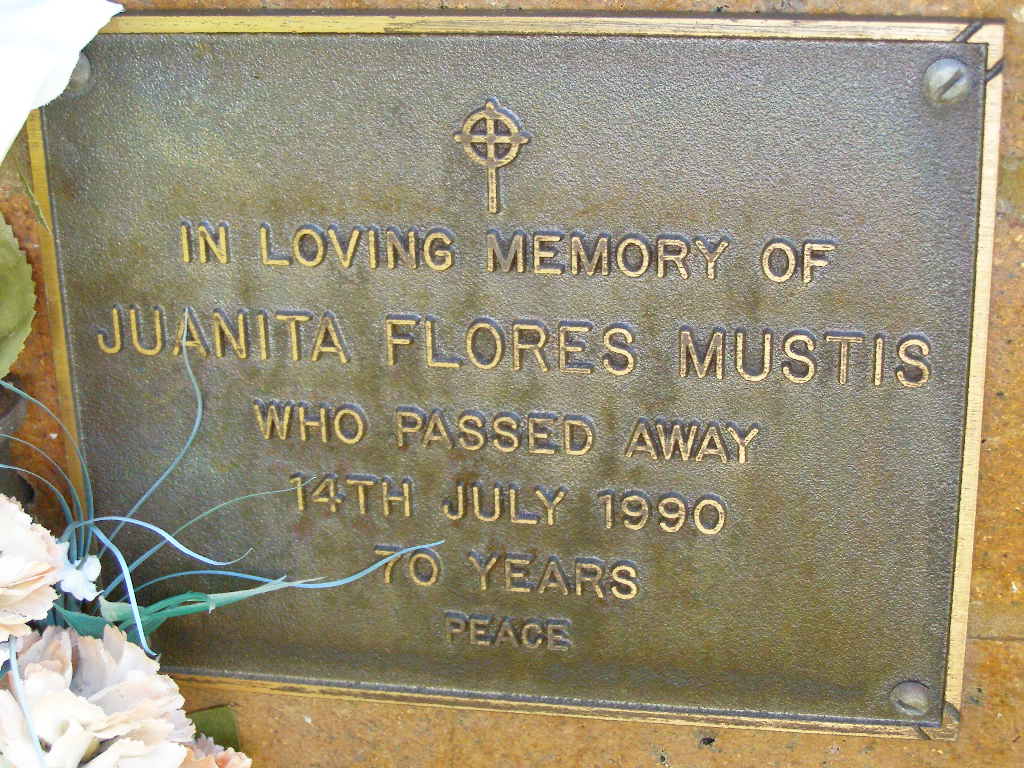 IN LOVING MEMORY OF
JUANITA FLORES MUSTIS
WHO PASSED AWAY
14TH JULY 1990
70 YEARS
PEACE